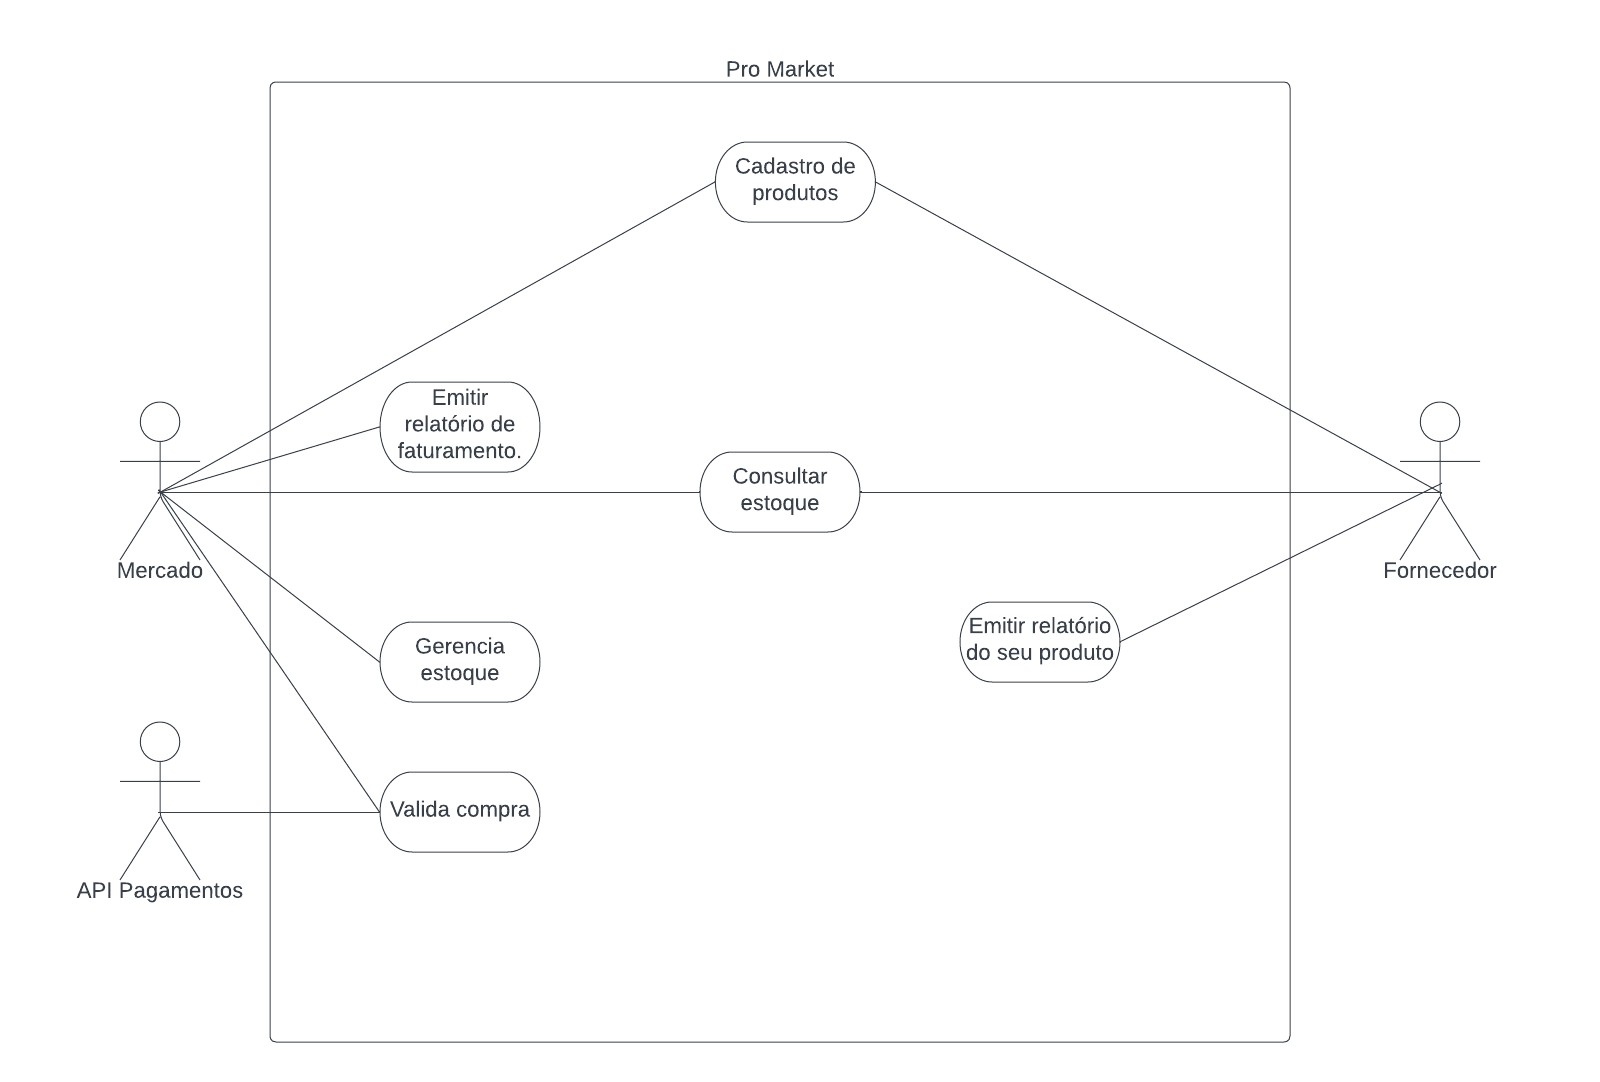 Pro Market
Cadastro de
produtos
Emitir
relatório de
faturamento.
Consultar
estoque
Mercado
Fornecedor
Gerencia
estoque
Emitir relatório
do seu produto
Valida compra
API Pagamentos